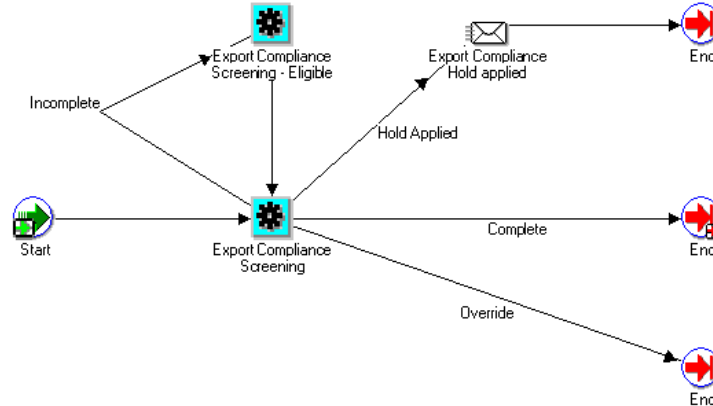 Export Compliance
Screening - Eligible
Export Compliance
Hold applied
End
Incomplete
Hold Applied
Start
Export Compliance
Screening
Complete
End
Override
End